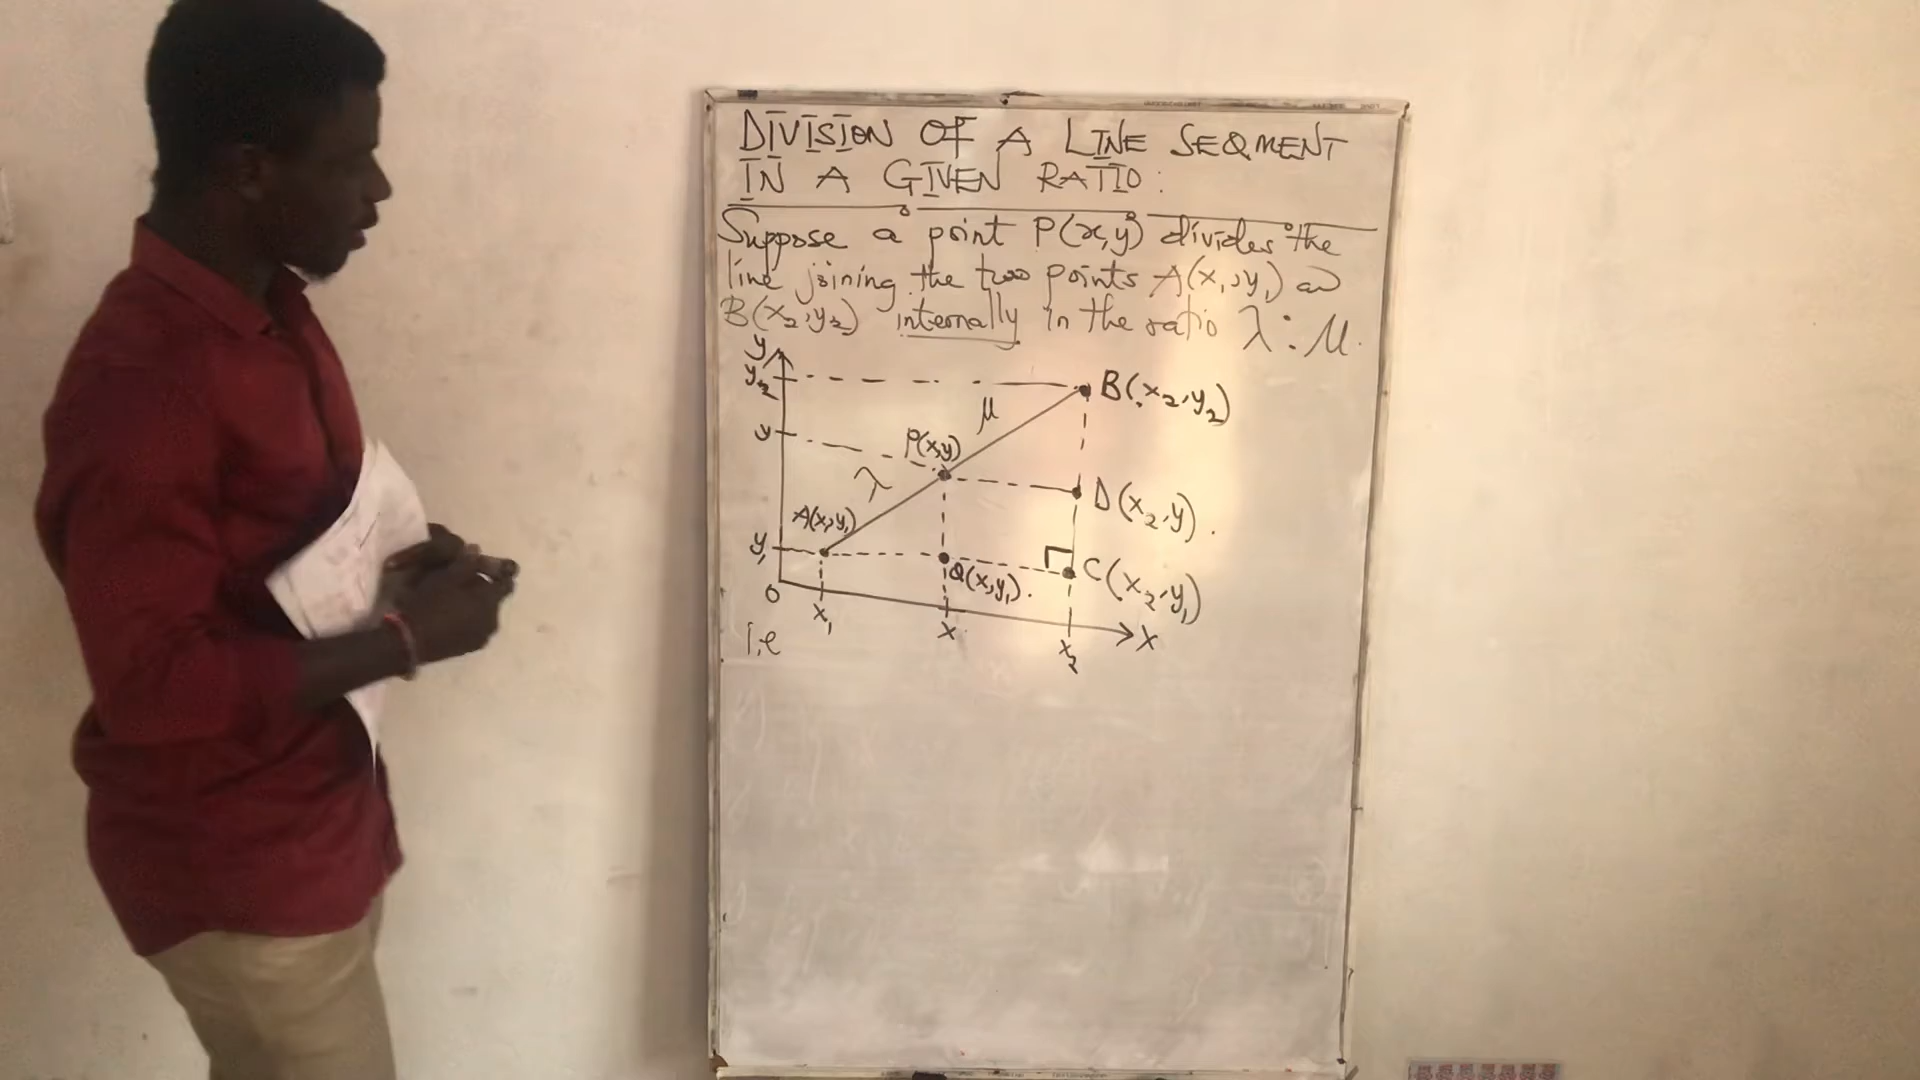 DIVISION OF A LINE SEGMENT
IN A GIVEN RATIO:
Suppose a point P(x,y) divides the
line joining the two points A(x₁,y₁) an
B(x₂,y₂) internally in the ratio λ:μ.
y
y₂
B(x₂,y₂)
μ
y
P(x,y)
λ
D(x₂,y).
A(x₁,y₁)
y₁
Q(x,y₁).
C(x₂,y₁)
0
x₁
x
x₂
X
i.e